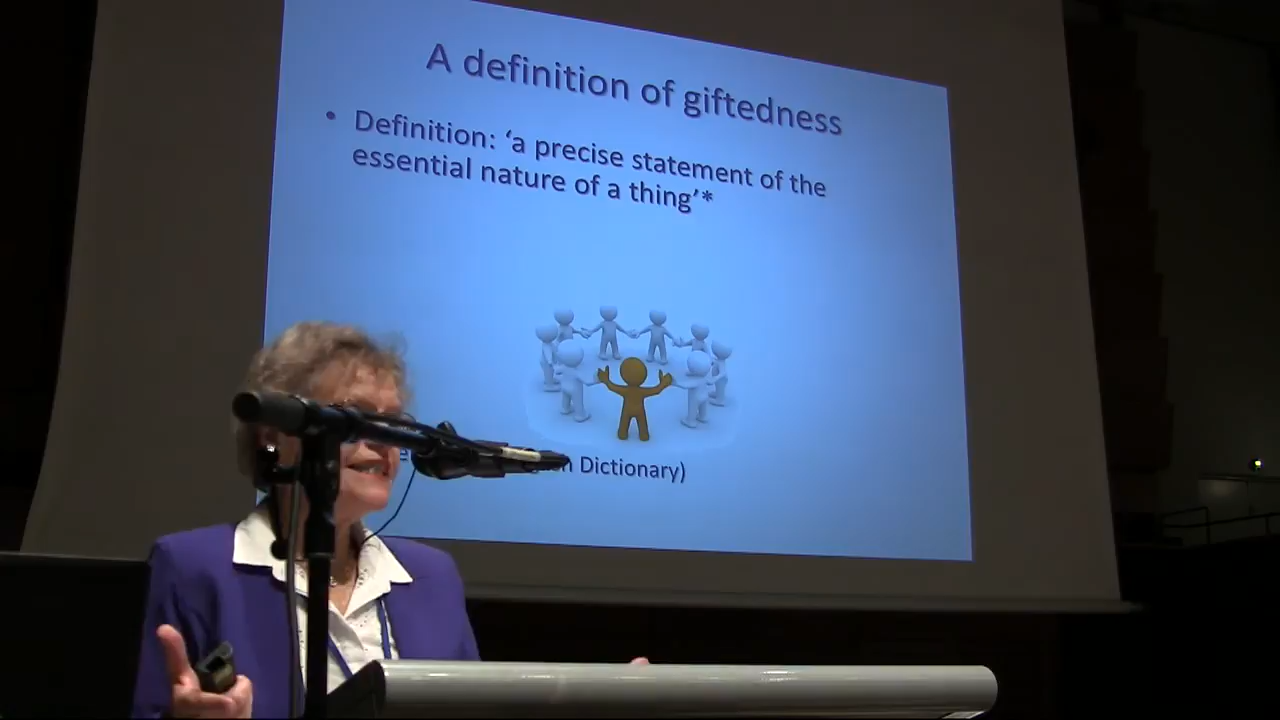 A definition of giftedness
• Definition: ‘a precise statement of the
essential nature of a thing’*
Dictionary)